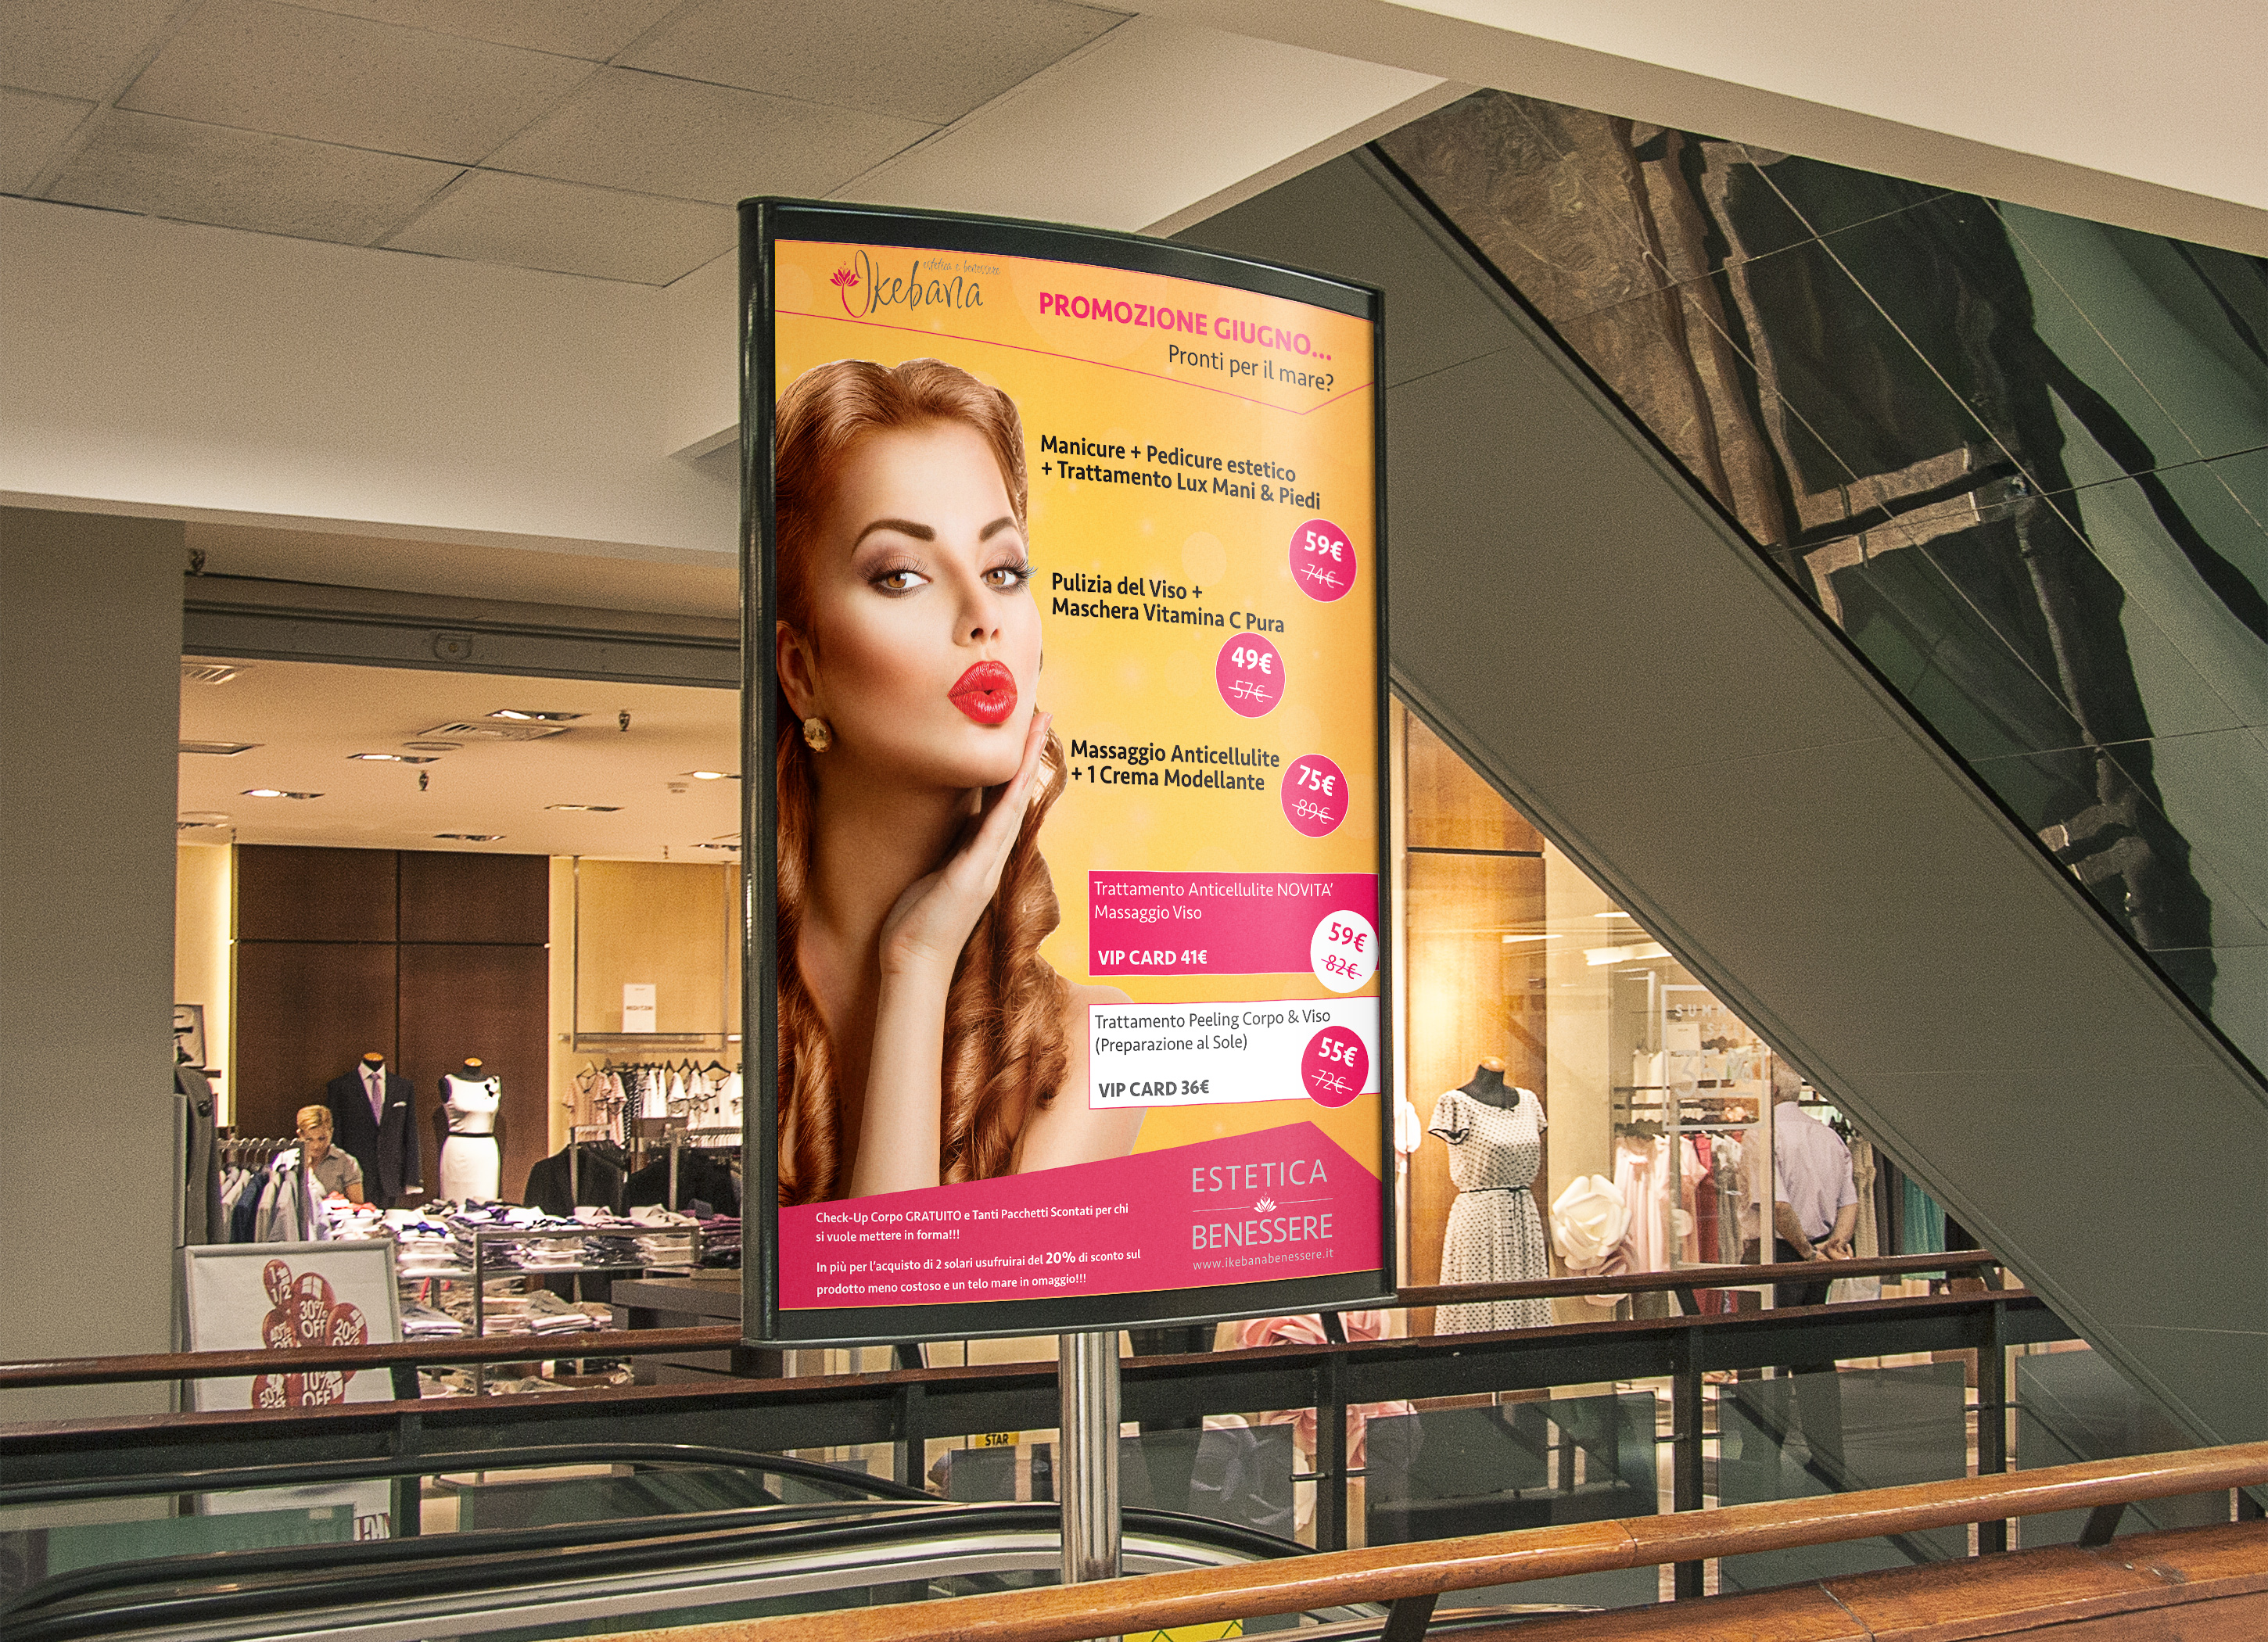 Ikebana
estetica e benessere
PROMOZIONE GIUGNO...
Pronti per il mare?
Manicure + Pedicure estetico
+ Trattamento Lux Mani & Piedi
59€
74€
Pulizia del Viso +
Maschera Vitamina C Pura
49€
57€
Massaggio Anticellulite
+ 1 Crema Modellante
75€
89€
Trattamento Anticellulite NOVITA'
Massaggio Viso
VIP CARD 41€
59€
82€
Trattamento Peeling Corpo & Viso
(Preparazione al Sole)
VIP CARD 36€
55€
72€
ESTETICA
BENESSERE
www.ikebanabenessere.it
Check-Up Corpo GRATUITO e Tanti Pacchetti Scontati per chi
si vuole mettere in forma!!!
In più per l'acquisto di 2 solari usufruirai del 20% di sconto sul
prodotto meno costoso e un telo mare in omaggio!!!
30%
OFF
20%
10%
OFF
STAR